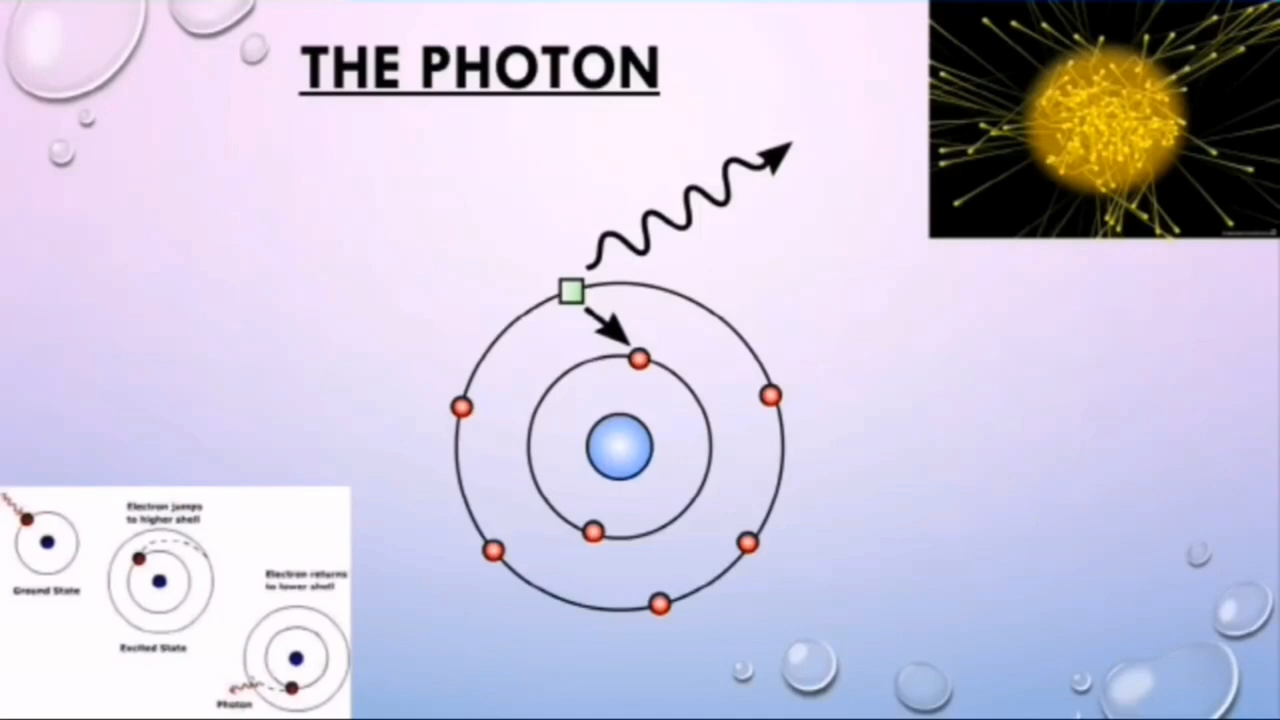 THE PHOTON
Electron jumps
to higher shell
Ground State
Electron returns
to lower shell
Excited State
Photon